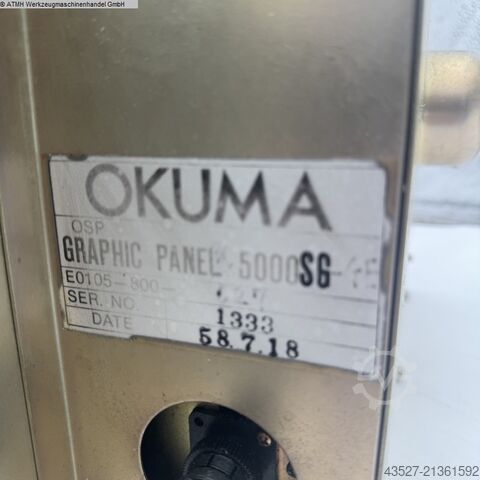 © ATMH Werkzeugmaschinenhandel GmbH
OKUMA
OSP
GRAPHIC PANEL 5000SG
E0105-800-
SER. NO. 1333
DATE 58.7.18
43527-21361592